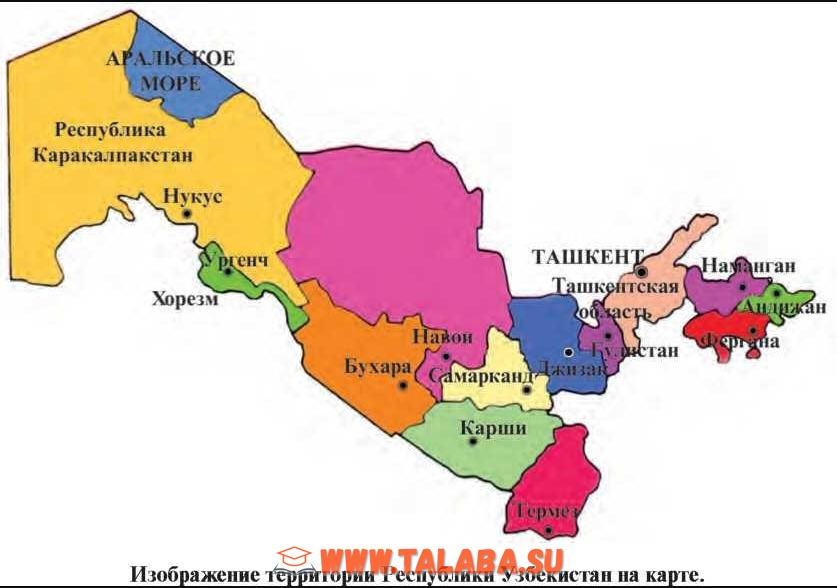 АРАЛЬСКОЕ
МОРЕ
Республика
Каракалпакстан
Нукус
Ургенч
Хорезм
ТАШКЕНТ
Ташкентская
область
Наманган
Андижан
Фергана
Гулистан
Джизак
Навои
Бухара
Самарканд
Карши
Термез
WWW.TALABA.SU
Изображение территории Республики Узбекистан на карте.